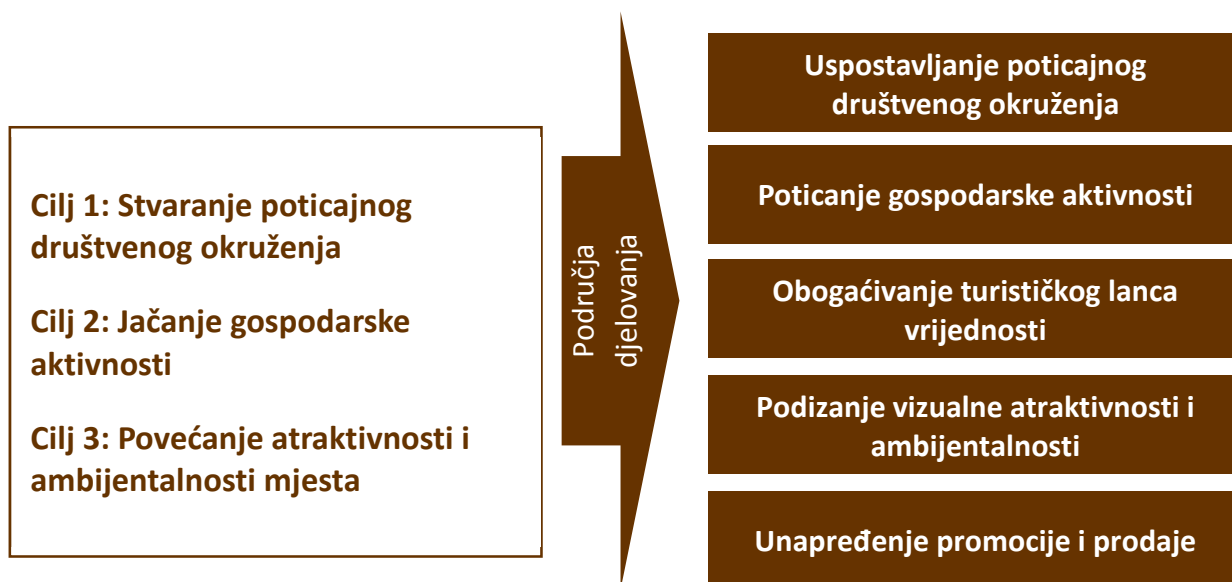 Cilj 1: Stvaranje poticajnog
društvenog okruženja
Cilj 2: Jačanje gospodarske
aktivnosti
Cilj 3: Povećanje atraktivnosti i
ambijentalnosti mjesta
Područja
djelovanja
Uspostavljanje poticajnog
društvenog okruženja
Poticanje gospodarske aktivnosti
Obogaćivanje turističkog lanca
vrijednosti
Podizanje vizualne atraktivnosti i
ambijentalnosti
Unapređenje promocije i prodaje